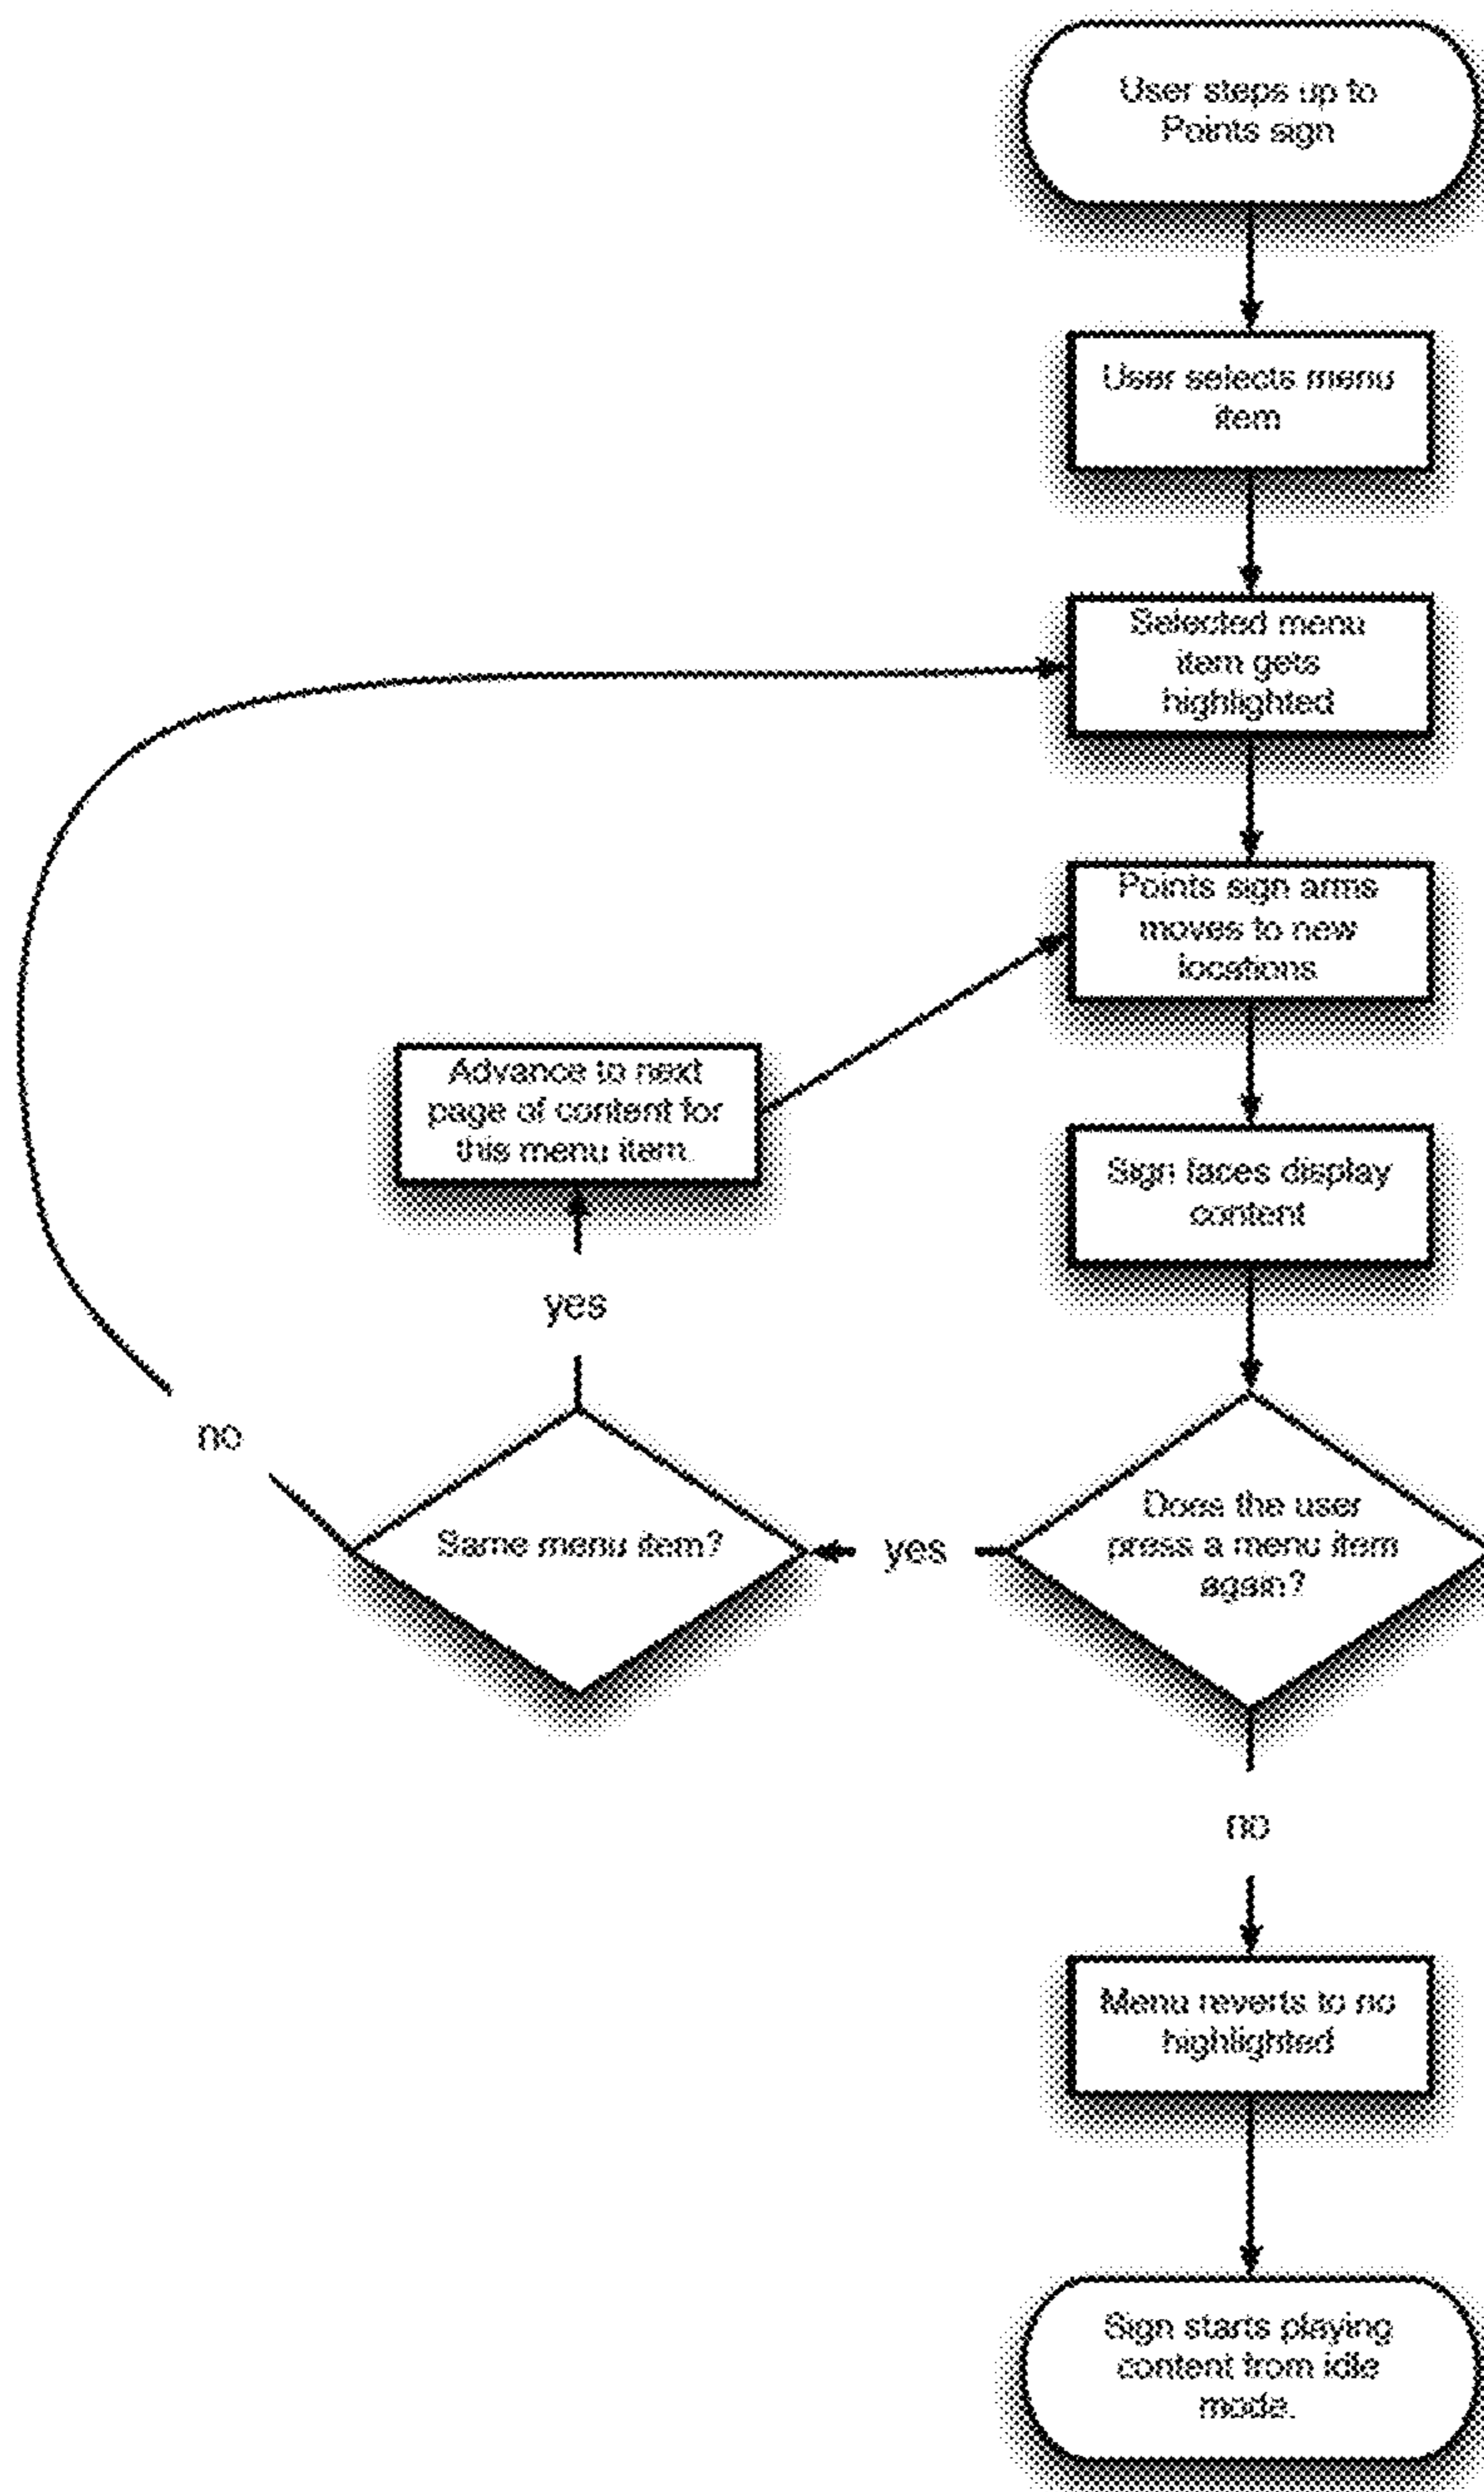 User steps up to
Points sign
User selects menu
item
Selected menu
item gets
highlighted
Points sign arms
moves to new
locations
Advance to next
page of content for
this menu item.
Sign faces display
content
yes
no
Same menu item?
yes
Does the user
press a menu item
again?
no
Menu reverts to no
highlighted
Sign starts playing
content from idle
mode.